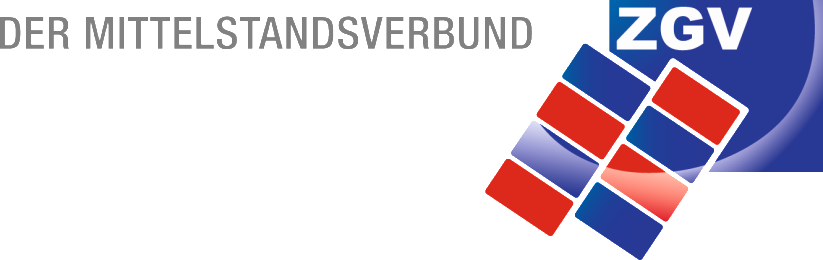 DER MITTELSTANDSVERBUND ZGV